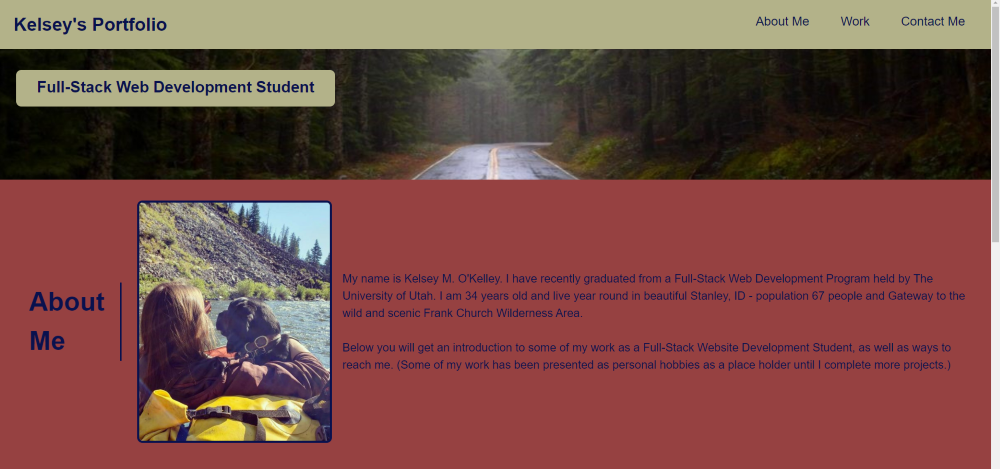 Kelsey's Portfolio
About Me
Work
Contact Me
Full-Stack Web Development Student
About
Me
My name is Kelsey M. O'Kelley. I have recently graduated from a Full-Stack Web Development Program held by The
University of Utah. I am 34 years old and live year round in beautiful Stanley, ID - population 67 people and Gateway to the
wild and scenic Frank Church Wilderness Area.
Below you will get an introduction to some of my work as a Full-Stack Website Development Student, as well as ways to
reach me. (Some of my work has been presented as personal hobbies as a place holder until I complete more projects.)